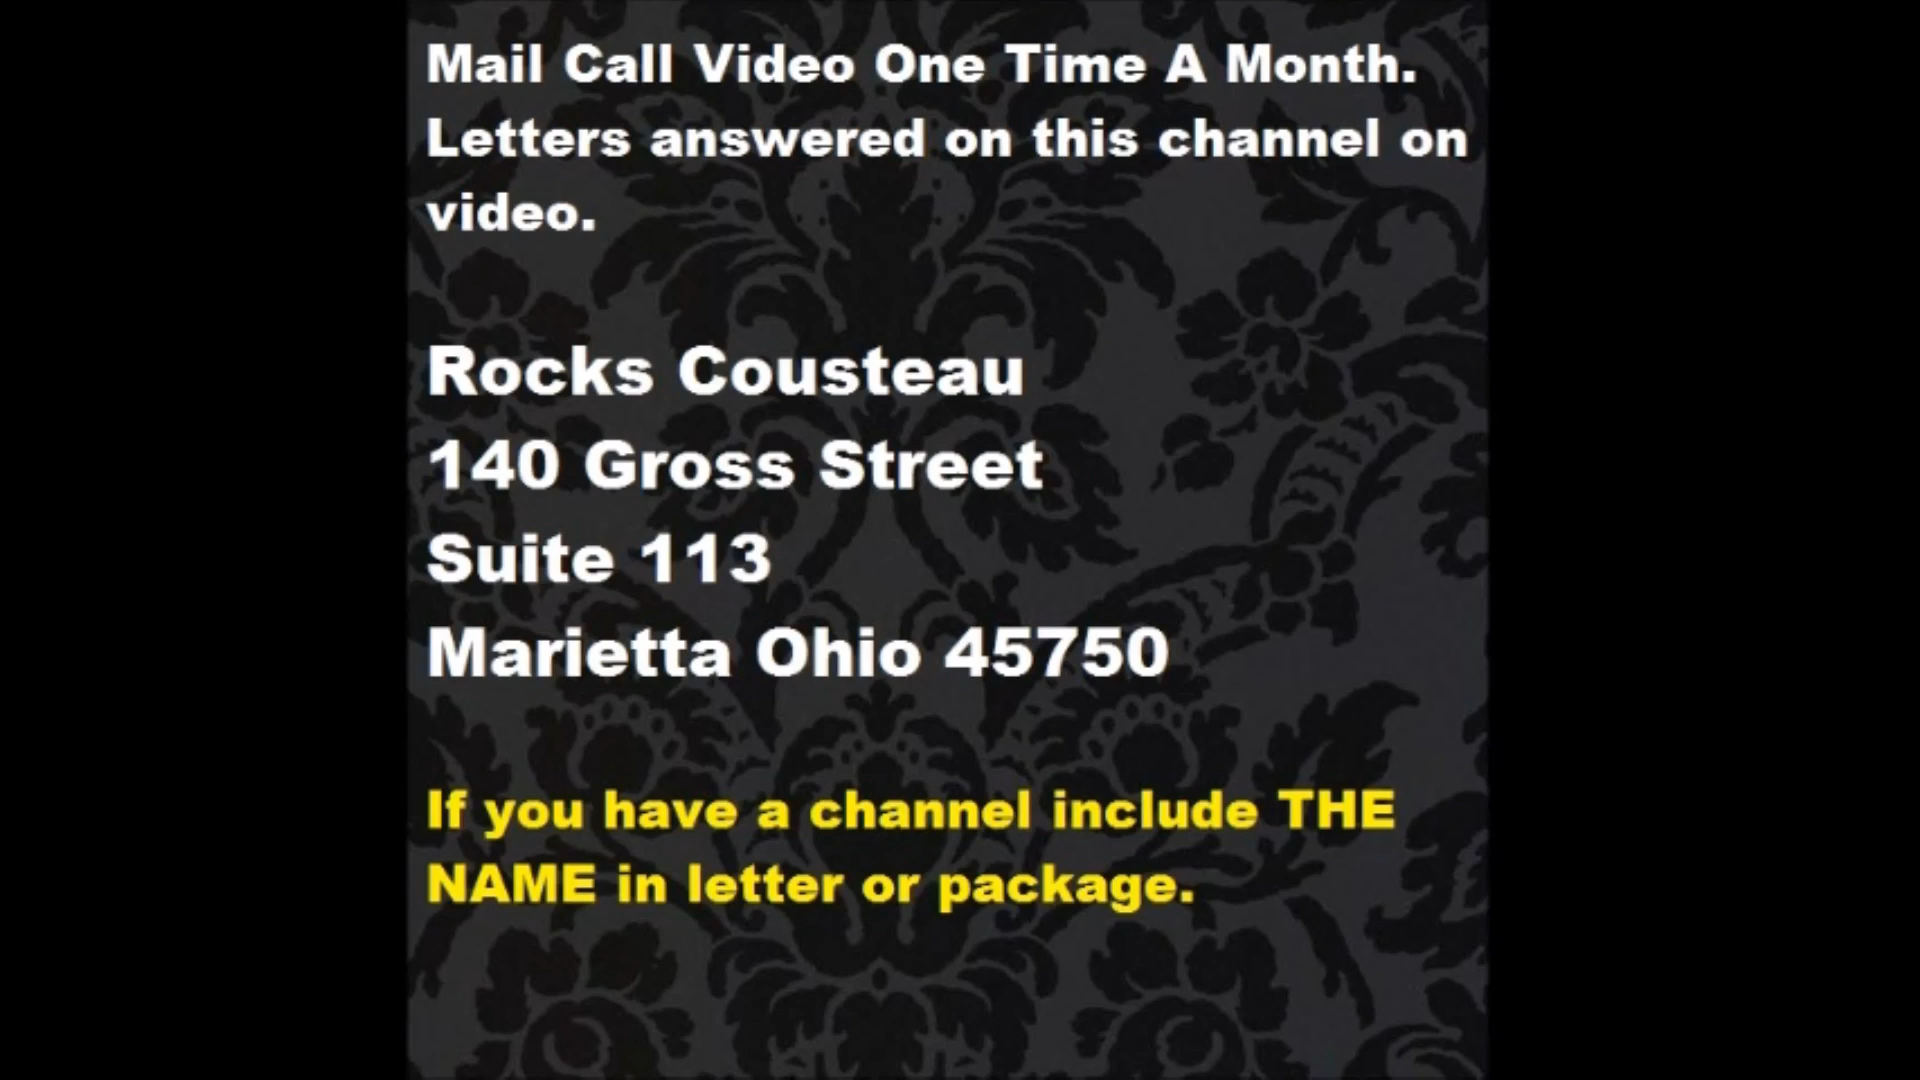 Mail Call Video One Time A Month.
Letters answered on this channel on
video.
Rocks Cousteau
140 Gross Street
Suite 113
Marietta Ohio 45750
If you have a channel include THE
NAME in letter or package.